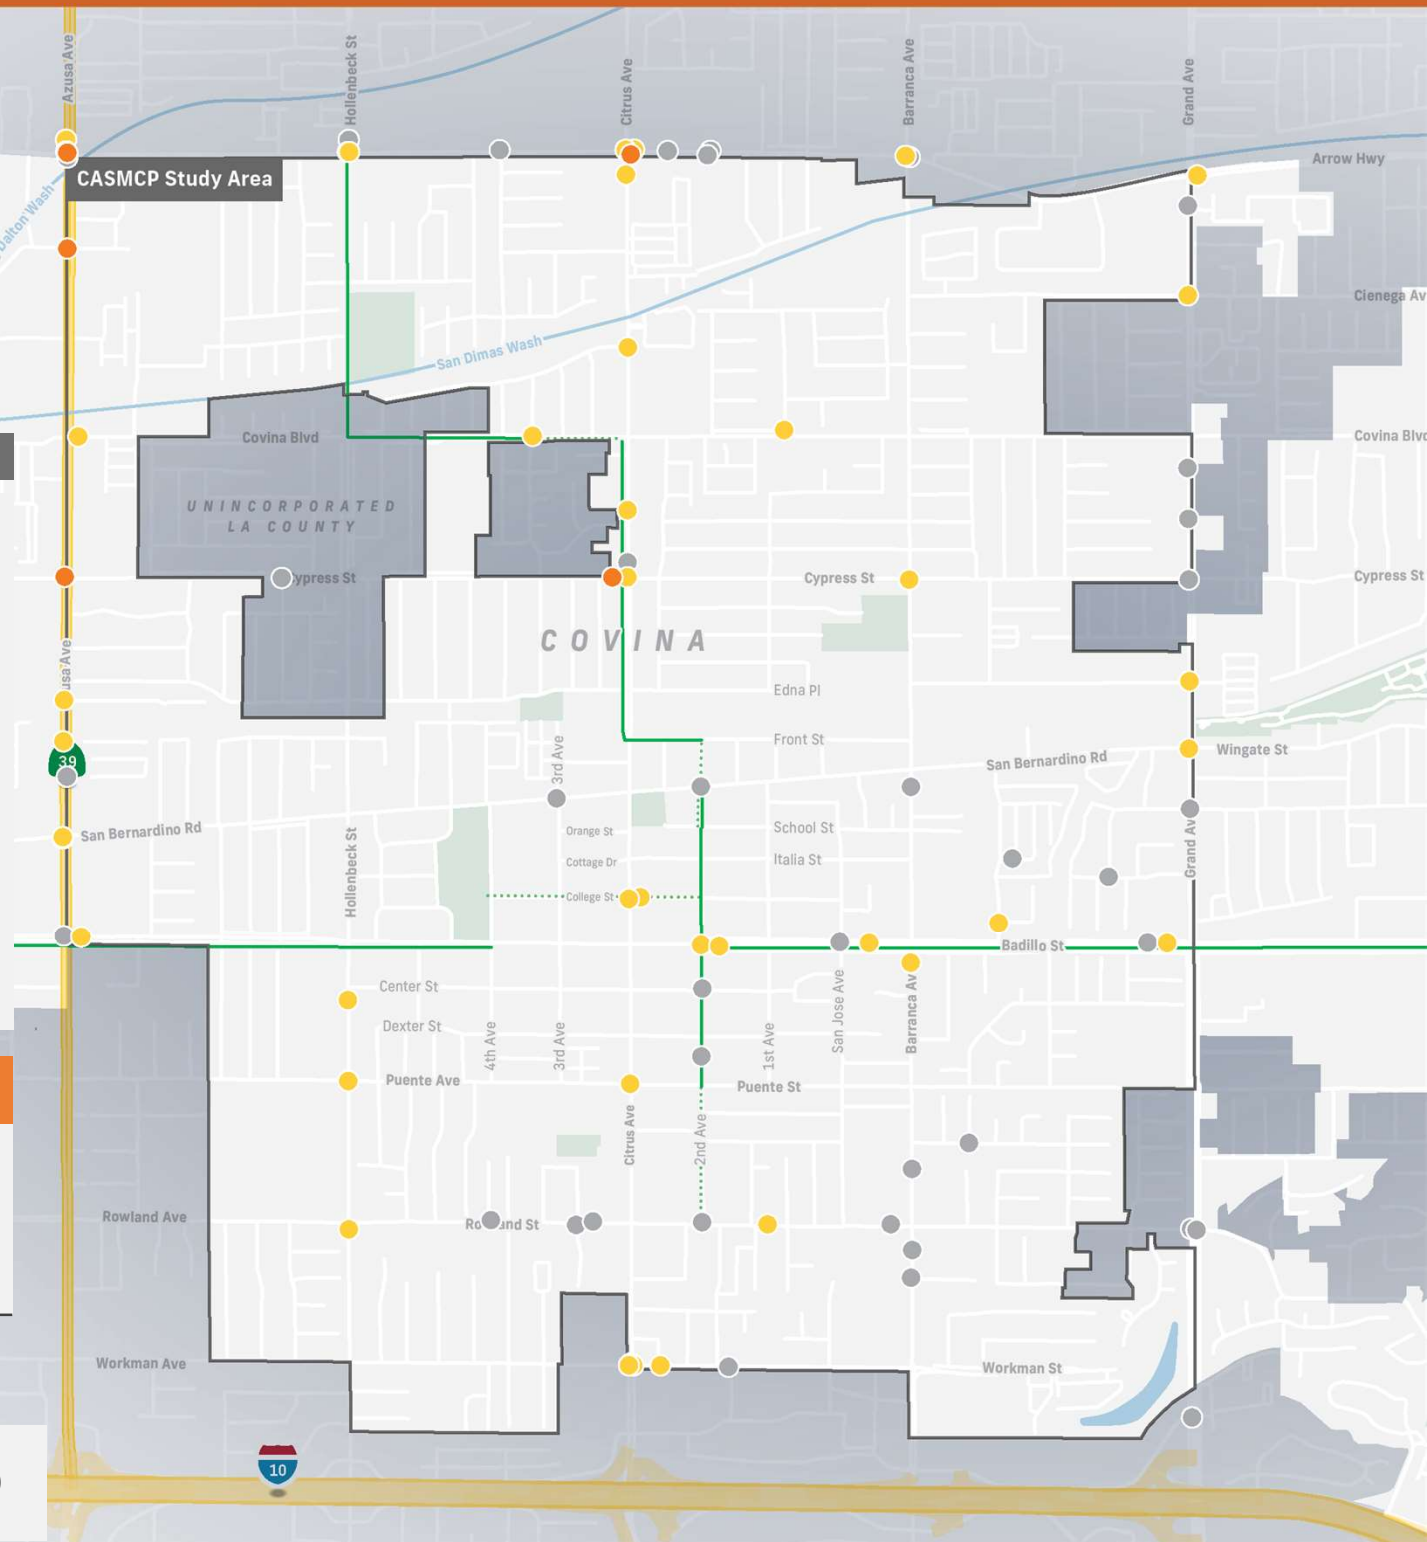 Azusa Ave
Hollenbeck St
Citrus Ave
Barranca Ave
Grand Ave
Arrow Hwy
CASMCP Study Area
Dalton Wash
Cienega Av
San Dimas Wash
Covina Blvd
Covina Blvd
UNINCORPORATED
LA COUNTY
ypress St
Cypress St
Cypress St
COVINA
usa Ave
Edna Pl
Front St
3rd Ave
San Bernardino Rd
Wingate St
39
San Bernardino Rd
Orange St
School St
Cottage Dr
Italia St
Grand Av
Hollenbeck St
College St
Badillo St
Center St
Dexter St
4th Ave
3rd Ave
1st Ave
San Jose Ave
Barranca Av
Puente Ave
Puente St
Citrus Ave
2nd Ave
Rowland Ave
Ro and St
Workman Ave
Workman St
10